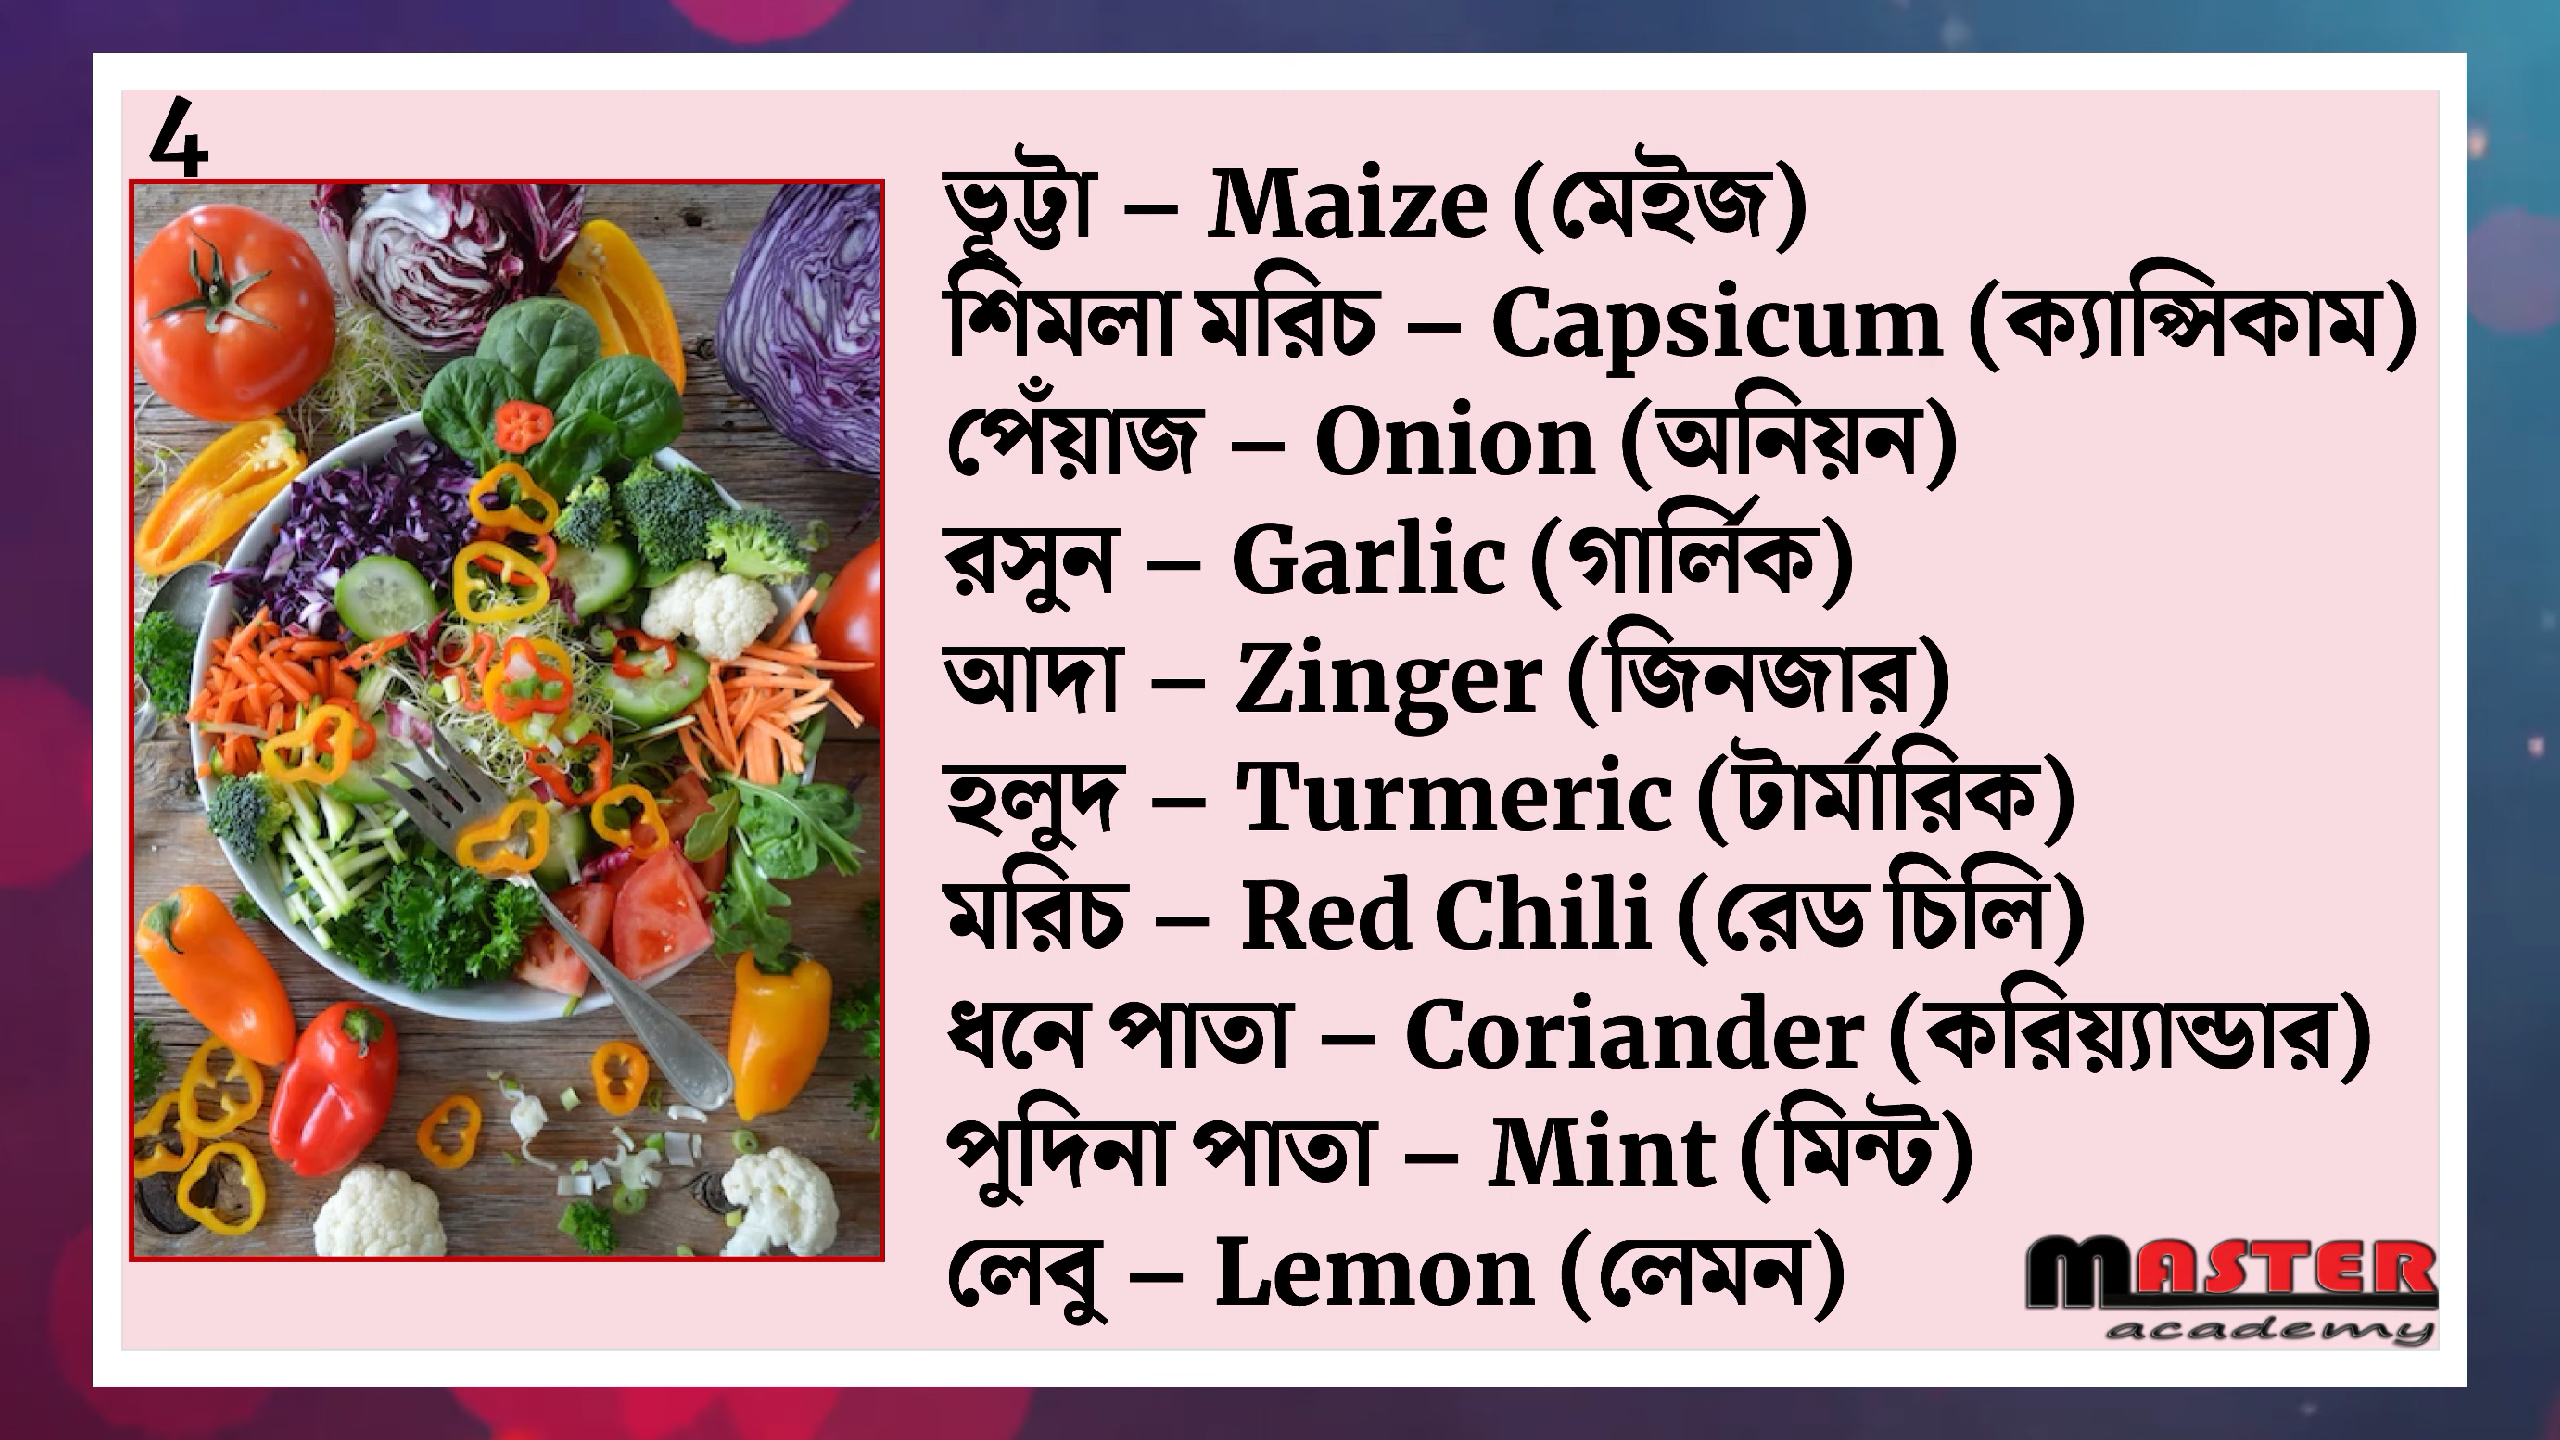 4
ভূট্টা – Maize (মেইজ)
শিমলা মরিচ – Capsicum (ক্যাপ্সিকাম)
পেঁয়াজ – Onion (অনিয়ন)
রসুন – Garlic (গার্লিক)
আদা – Zinger (জিনজার)
হলুদ – Turmeric (টার্মারিক)
মরিচ – Red Chili (রেড চিলি)
ধনে পাতা – Coriander (করিয়্যান্ডার)
পুদিনা পাতা – Mint (মিন্ট)
লেবু – Lemon (লেমন)
MASTER
academy